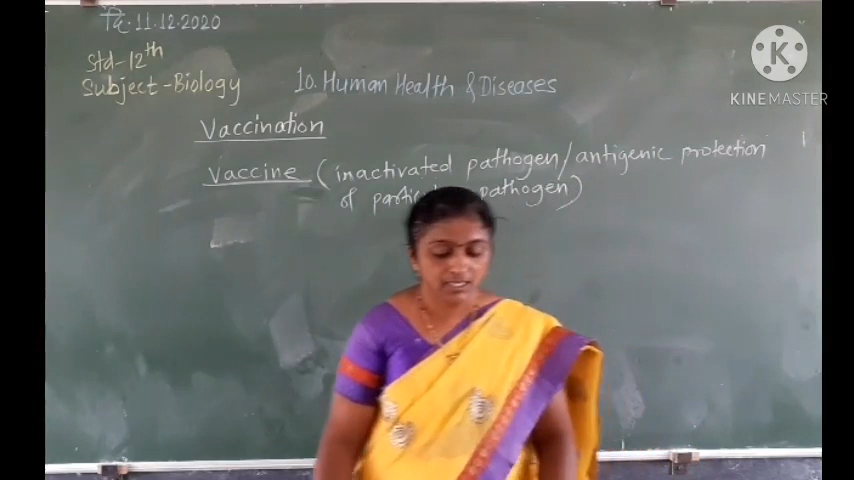 दि. 11.12.2020
Std-12th
Subject-Biology
10. Human Health & Diseases
Vaccination
Vaccine (inactivated pathogen/antigenic protection
of pathogen)
KINEMASTER